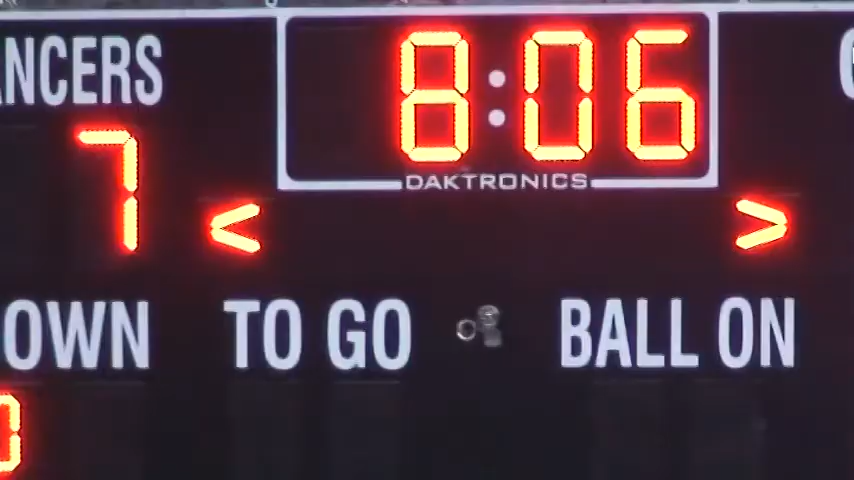 ANCERS 8:06
DAKTRONICS
7 < >
OWN TO GO BALL ON